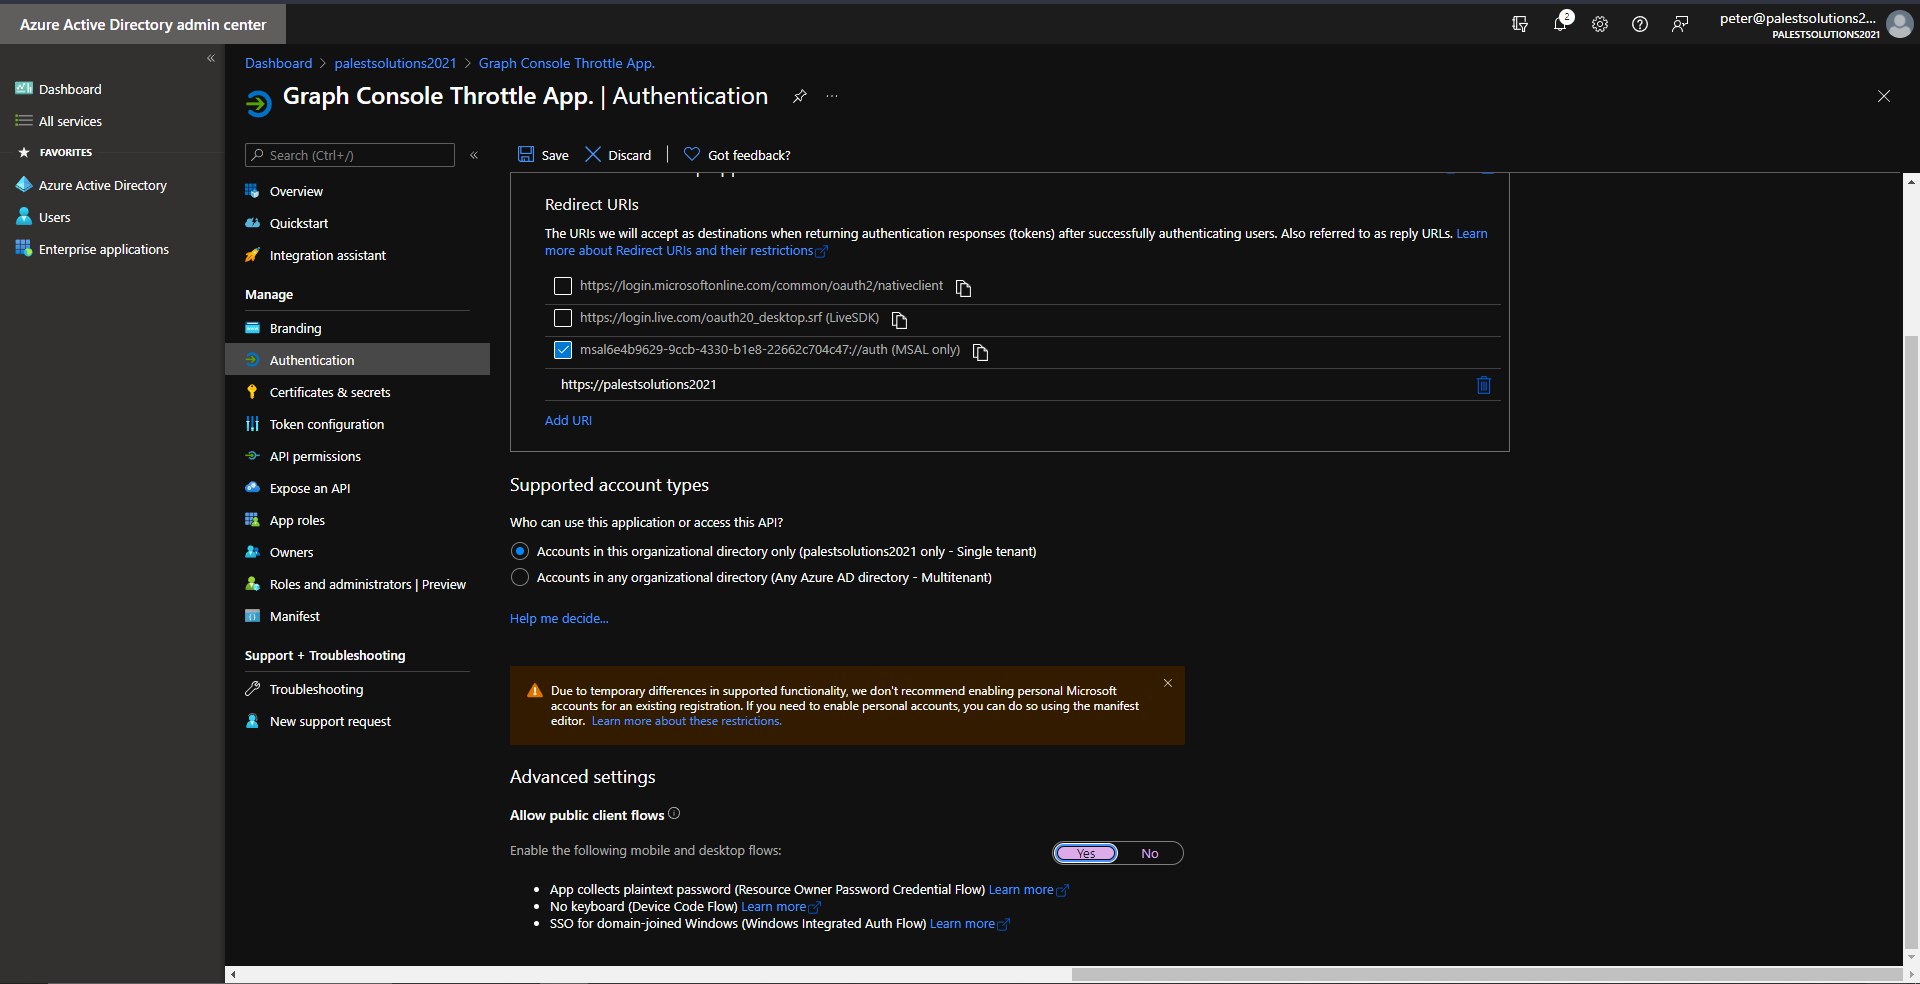 Azure Active Directory admin center
2
peter@palestsolutions2...
PALESTSOLUTIONS2021
«
Dashboard
All services
FAVORITES
Azure Active Directory
Users
Enterprise applications
Dashboard > palestsolutions2021 > Graph Console Throttle App.
Graph Console Throttle App. | Authentication ...
Search (Ctrl+/) «
Overview
Quickstart
Integration assistant
Manage
Branding
Authentication
Certificates & secrets
Token configuration
API permissions
Expose an API
App roles
Owners
Roles and administrators | Preview
Manifest
Support + Troubleshooting
Troubleshooting
New support request
Save Discard | Got feedback?
Redirect URIs
The URIs we will accept as destinations when returning authentication responses (tokens) after successfully authenticating users. Also referred to as reply URLs. Learn
more about Redirect URIs and their restrictions
https://login.microsoftonline.com/common/oauth2/nativeclient
https://login.live.com/oauth20_desktop.srf (LiveSDK)
msal6e4b9629-9ccb-4330-b1e8-22662c704c47://auth (MSAL only)
https://palestsolutions2021
Add URI
Supported account types
Who can use this application or access this API?
Accounts in this organizational directory only (palestsolutions2021 only - Single tenant)
Accounts in any organizational directory (Any Azure AD directory - Multitenant)
Help me decide...
Due to temporary differences in supported functionality, we don't recommend enabling personal Microsoft
accounts for an existing registration. If you need to enable personal accounts, you can do so using the manifest
editor. Learn more about these restrictions.
Advanced settings
Allow public client flows
Enable the following mobile and desktop flows:
Yes No
• App collects plaintext password (Resource Owner Password Credential Flow) Learn more
• No keyboard (Device Code Flow) Learn more
• SSO for domain-joined Windows (Windows Integrated Auth Flow) Learn more